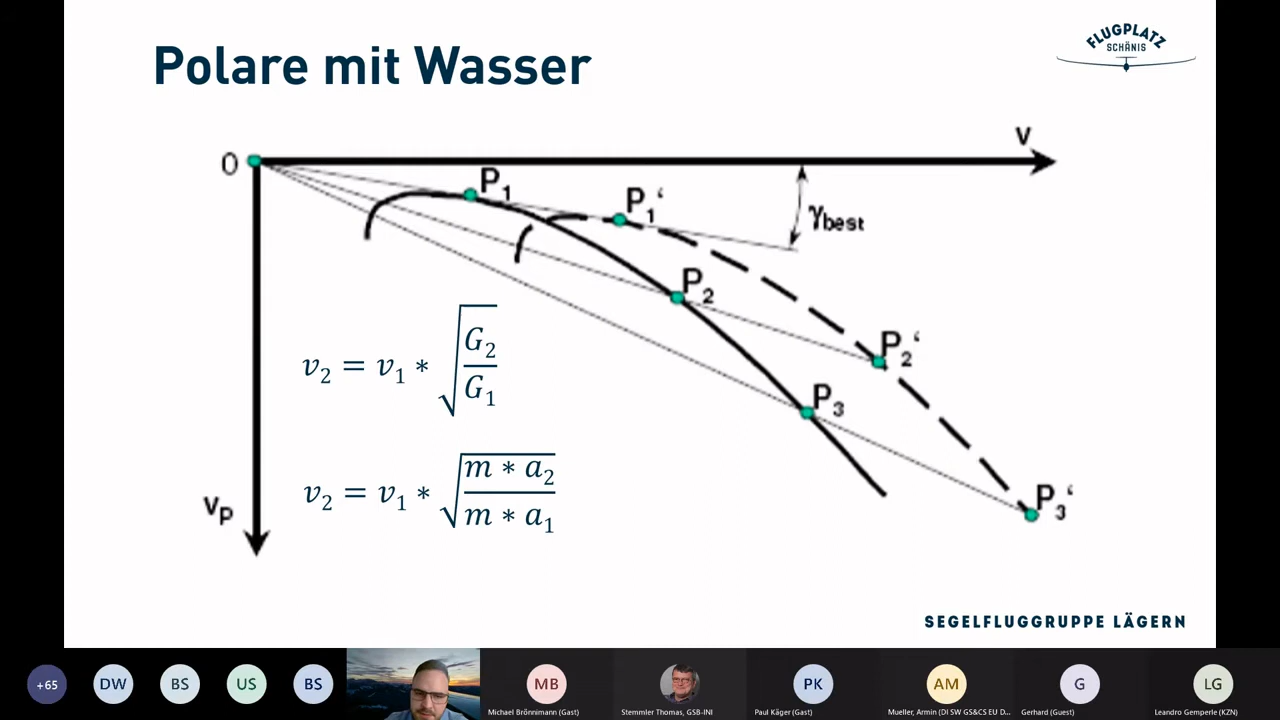 Polare mit Wasser
FLUGPLATZ
SCHÄNIS
v
0
P₁
P₁‘
γbest
P₂
P₂‘
v₂ = v₁ * √(G₂/G₁)
P₃
v₂ = v₁ * √((m * a₂)/(m * a₁))
vP
P₃‘
SEGELFLUGGRUPPE LÄGERN
+65
DW
BS
US
BS
MB
PK
AM
G
LG
Michael Brönnimann (Gast)
Stemmler Thomas, GSB-INI
Paul Käger (Gast)
Mueller, Armin (DI SW GS&CS EU D...
Gerhard (Guest)
Leandro Gemperle (KZN)